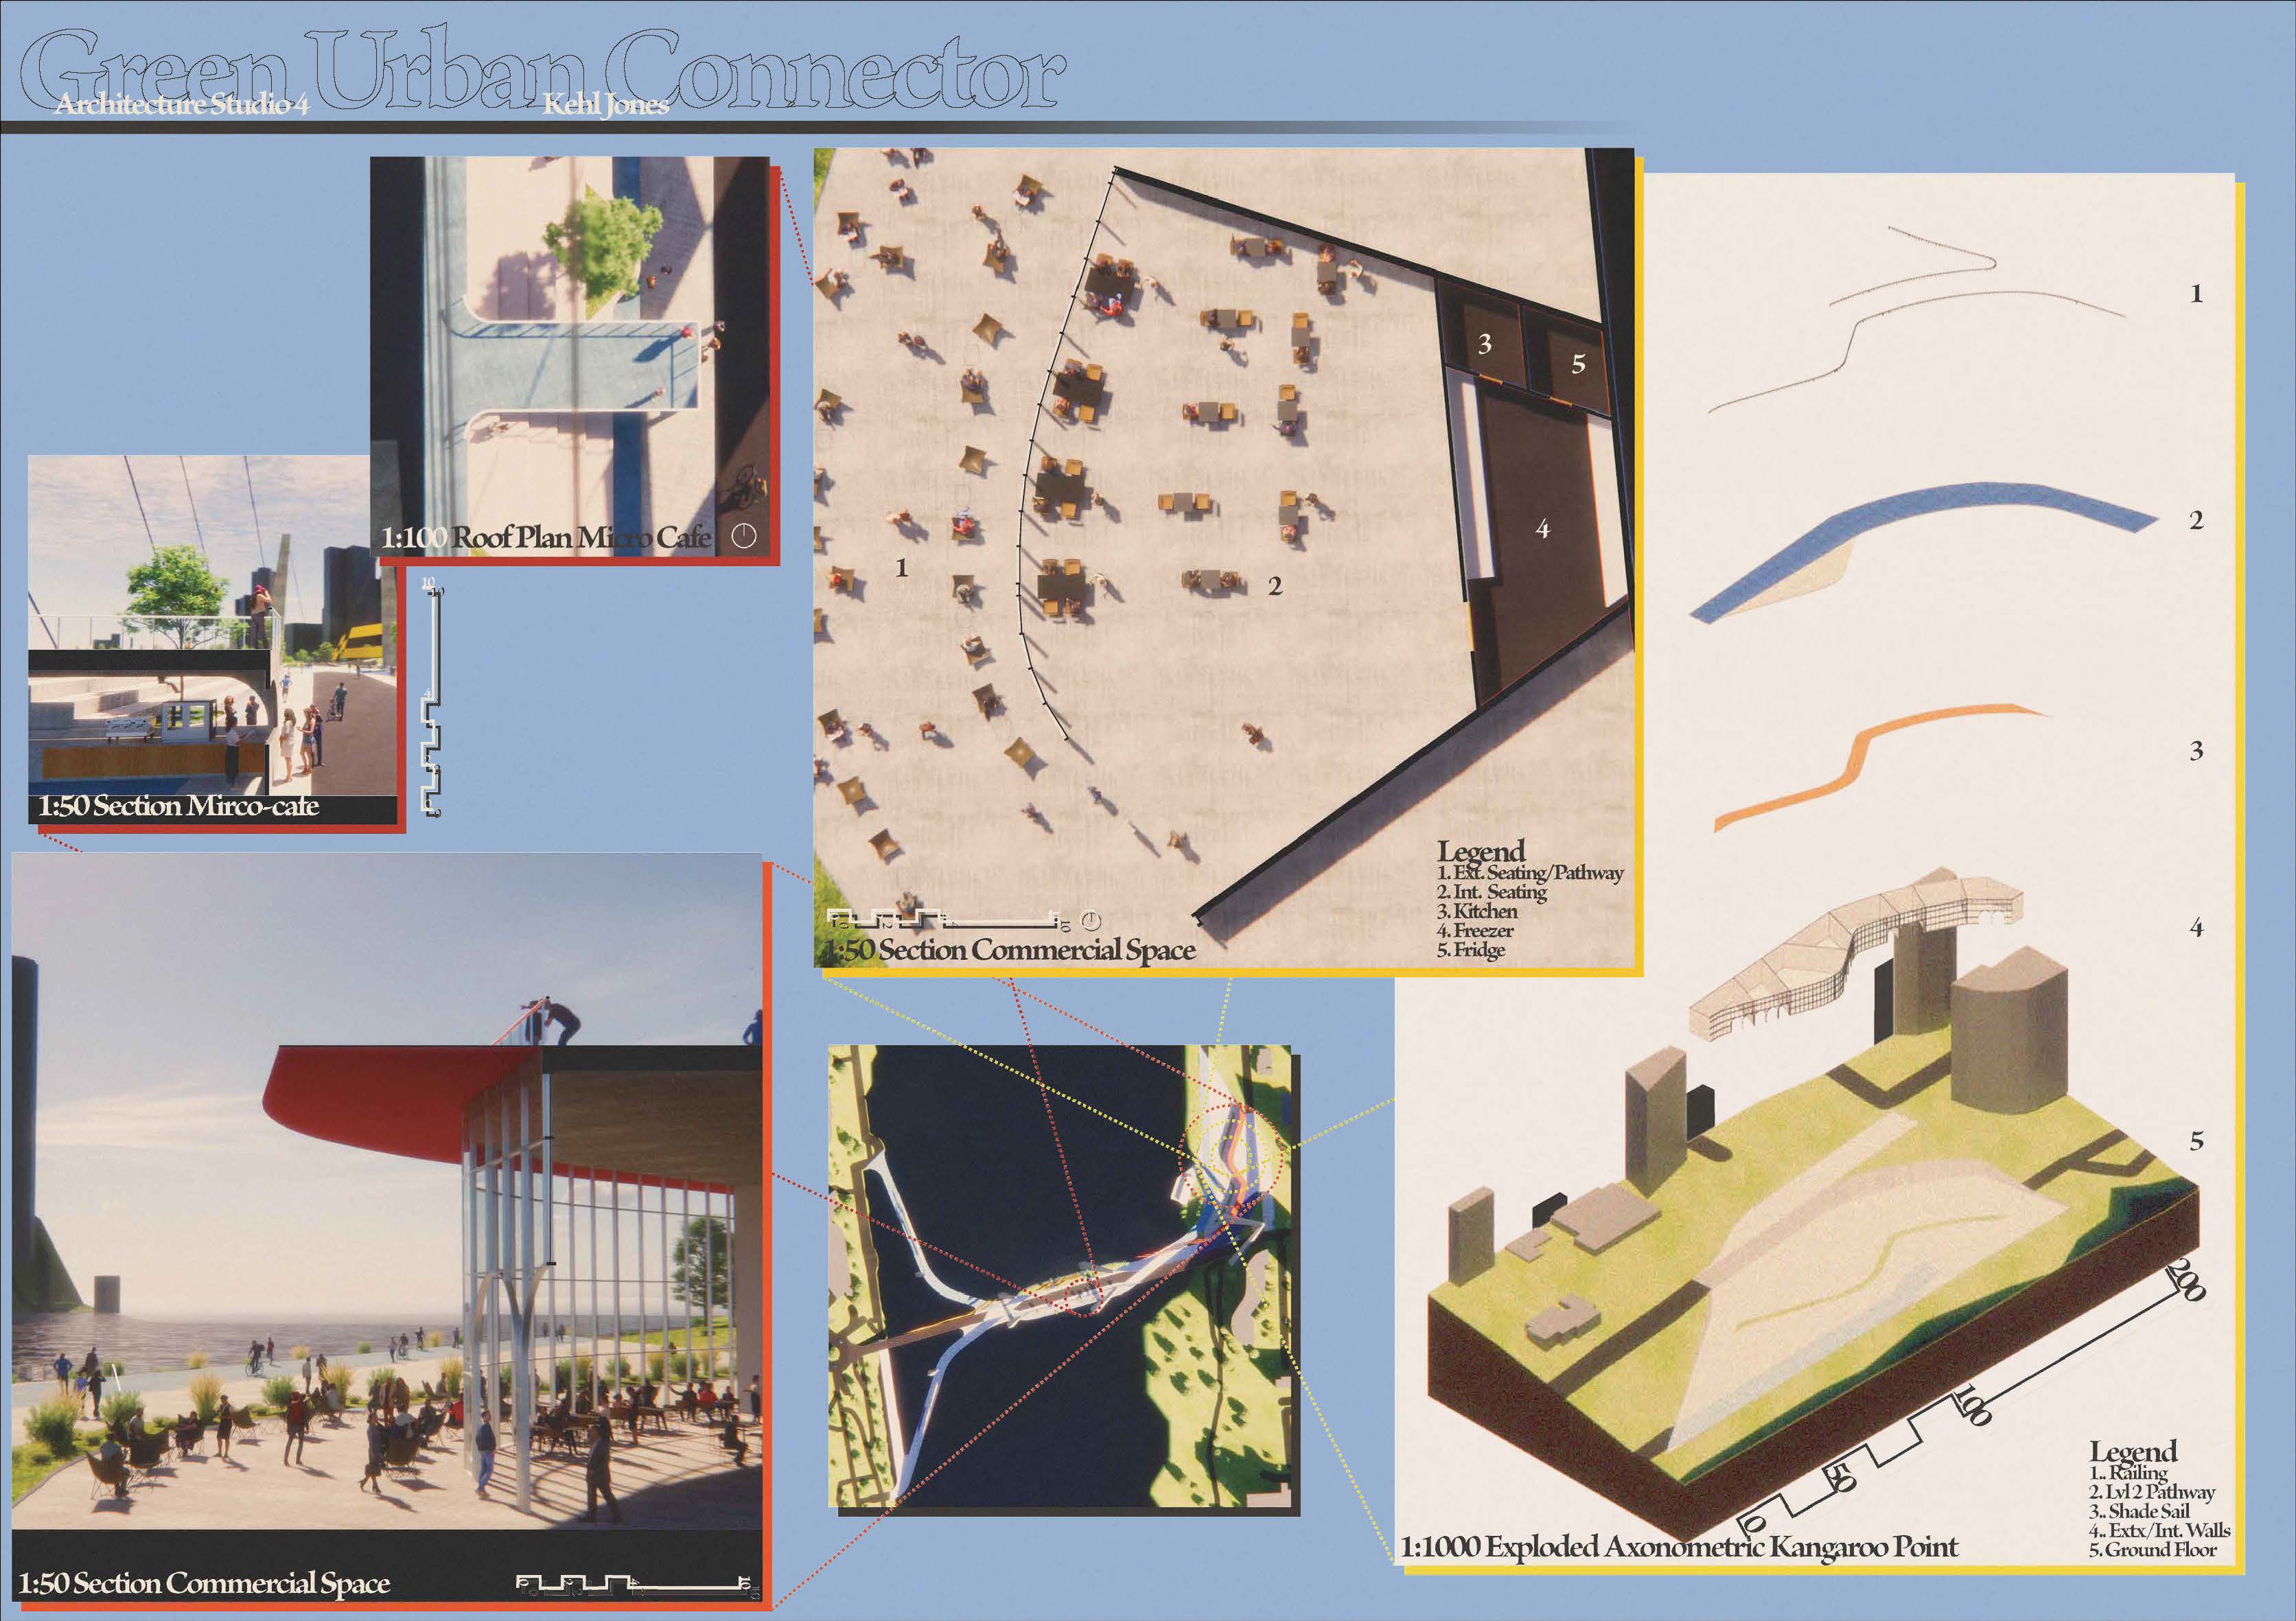 Green Urban Connector
Architecture Studio 4
Kehl Jones
1:100 Roof Plan Micro Cafe
1:50 Section Mirco-cafe
10
4
1
2
3
4
5
Legend
1. Ext. Seating/Pathway
2. Int. Seating
3. Kitchen
4. Freezer
5. Fridge
10
1:50 Section Commercial Space
1
2
3
4
5
0
50
100
200
Legend
1.. Railing
2. Lvl 2 Pathway
3.. Shade Sail
4.. Extx/Int. Walls
5. Ground Floor
1:1000 Exploded Axonometric Kangaroo Point
1:50 Section Commercial Space
10